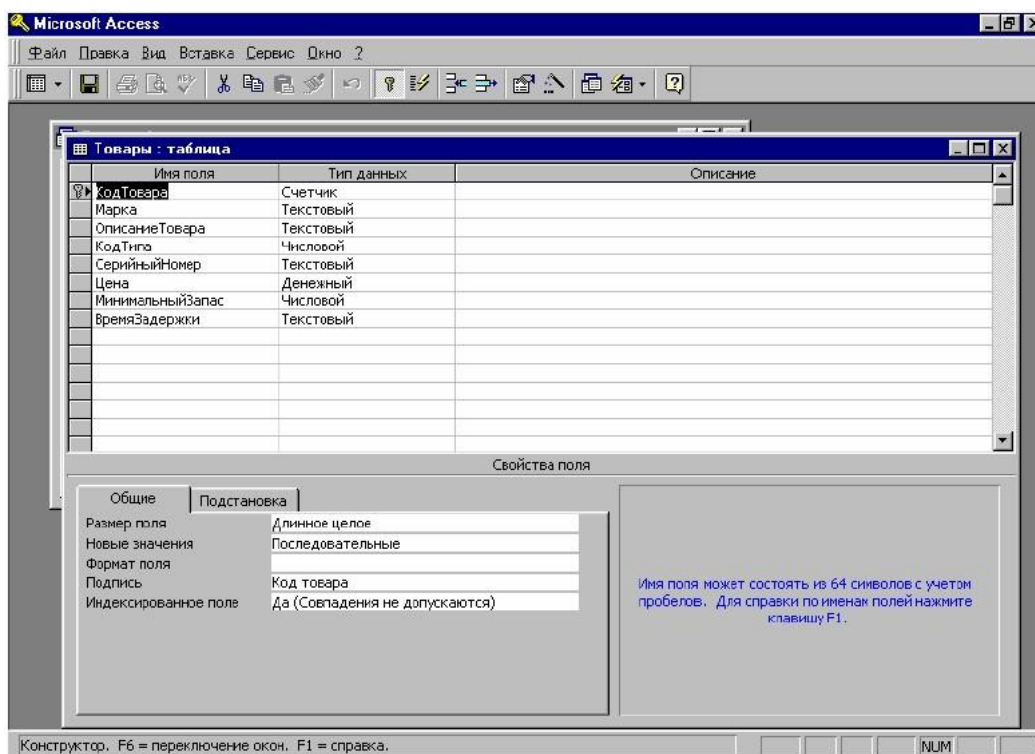 Microsoft Access
Файл Правка Вид Вставка Сервис Окно ?
Товары : таблица
Имя поля Тип данных Описание
КодТовара Счетчик
Марка Текстовый
ОписаниеТовара Текстовый
КодТипа Числовой
СерийныйНомер Текстовый
Цена Денежный
МинимальныйЗапас Числовой
ВремяЗадержки Текстовый
Свойства поля
Общие Подстановка
Размер поля Длинное целое
Новые значения Последовательные
Формат поля
Подпись Код товара
Индексированное поле Да (Совпадения не допускаются)
Имя поля может состоять из 64 символов с учетом
пробелов. Для справки по именам полей нажмите
клавишу F1.
Конструктор. F6 = переключение окон. F1 = справка. NUM